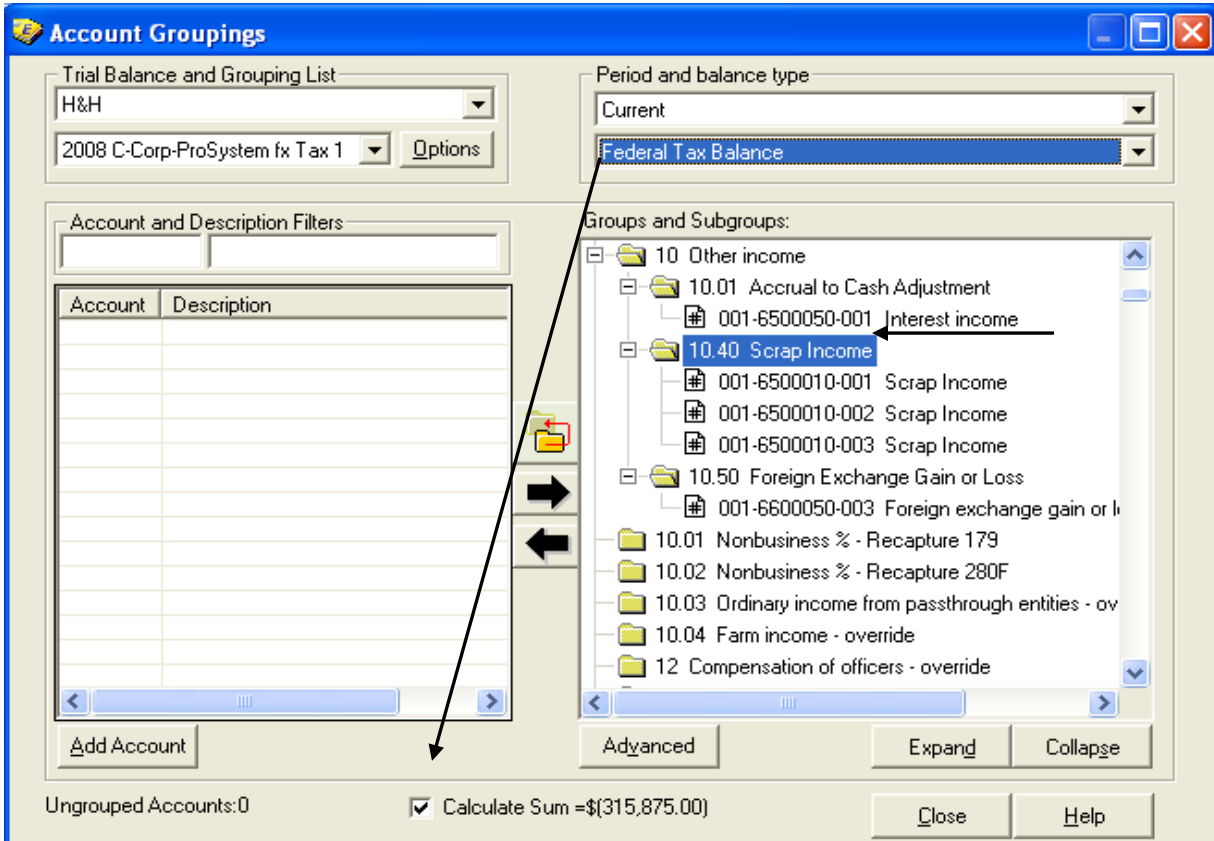 Account Groupings
Trial Balance and Grouping List
H&H
2008 C-Corp-ProSystem fx Tax 1
Options
Period and balance type
Current
Federal Tax Balance
Account and Description Filters
Account Description
Groups and Subgroups:
10 Other income
10.01 Accrual to Cash Adjustment
001-6500050-001 Interest income
10.40 Scrap Income
001-6500010-001 Scrap Income
001-6500010-002 Scrap Income
001-6500010-003 Scrap Income
10.50 Foreign Exchange Gain or Loss
001-6600050-003 Foreign exchange gain or l
10.01 Nonbusiness % - Recapture 179
10.02 Nonbusiness % - Recapture 280F
10.03 Ordinary income from passthrough entities - ov
10.04 Farm income - override
12 Compensation of officers - override
Add Account
Advanced
Expand
Collapse
Ungrouped Accounts:0
Calculate Sum =$(315,875.00)
Close
Help